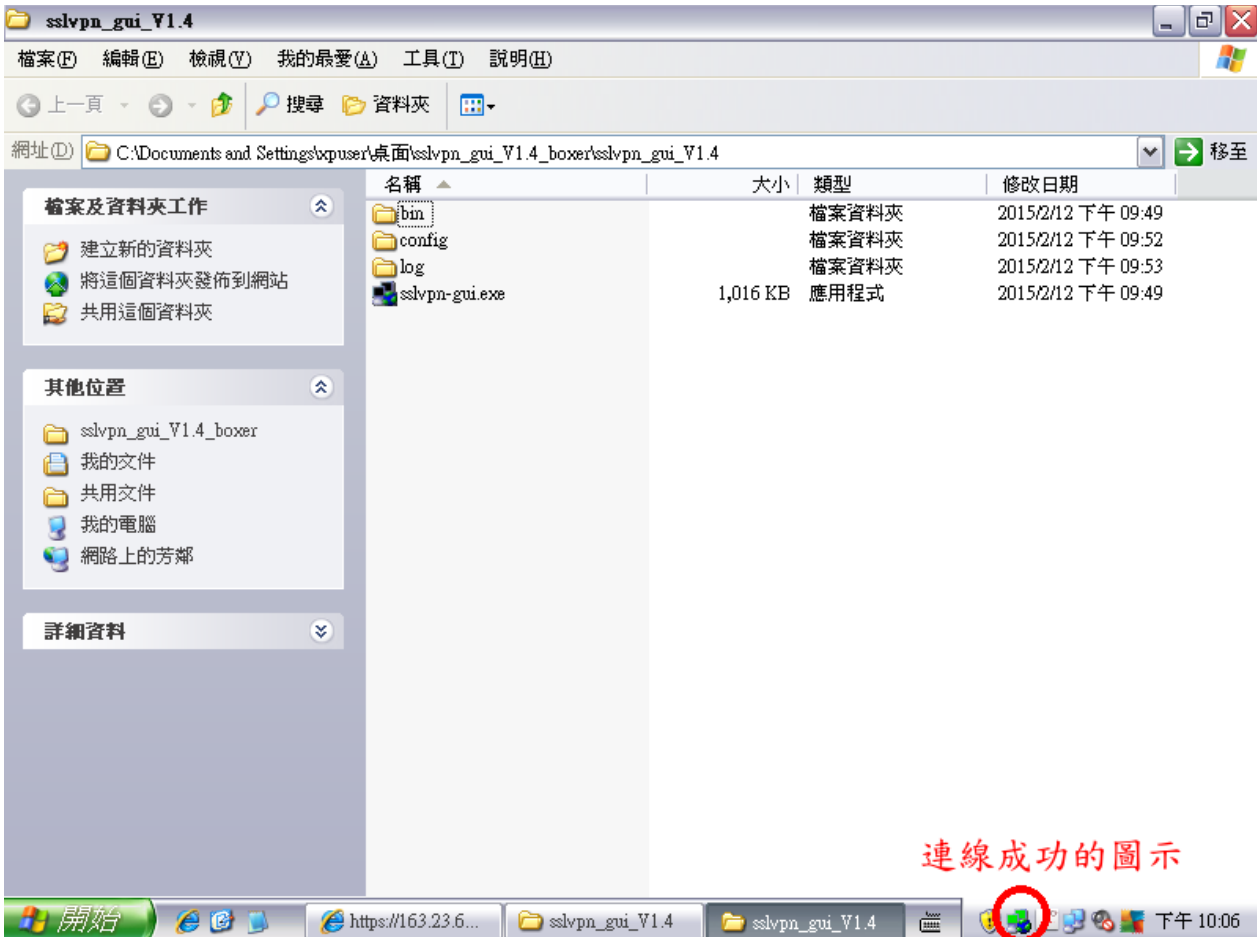 sslvpn_gui_V1.4
檔案(F) 編輯(E) 檢視(V) 我的最愛(A) 工具(T) 說明(H)
上一頁 搜尋 資料夾
網址(D) C:\Documents and Settings\xpuser\桌面\sslvpn_gui_V1.4_boxer\sslvpn_gui_V1.4 移至
檔案及資料夾工作
建立新的資料夾
將這個資料夾發佈到網站
共用這個資料夾
其他位置
sslvpn_gui_V1.4_boxer
我的文件
共用文件
我的電腦
網路上的芳鄰
詳細資料
名稱 大小 類型 修改日期
bin 檔案資料夾 2015/2/12 下午 09:49
config 檔案資料夾 2015/2/12 下午 09:52
log 檔案資料夾 2015/2/12 下午 09:53
sslvpn-gui.exe 1,016 KB 應用程式 2015/2/12 下午 09:49
連線成功的圖示
開始 https://163.23.6... sslvpn_gui_V1.4 sslvpn_gui_V1.4 下午 10:06